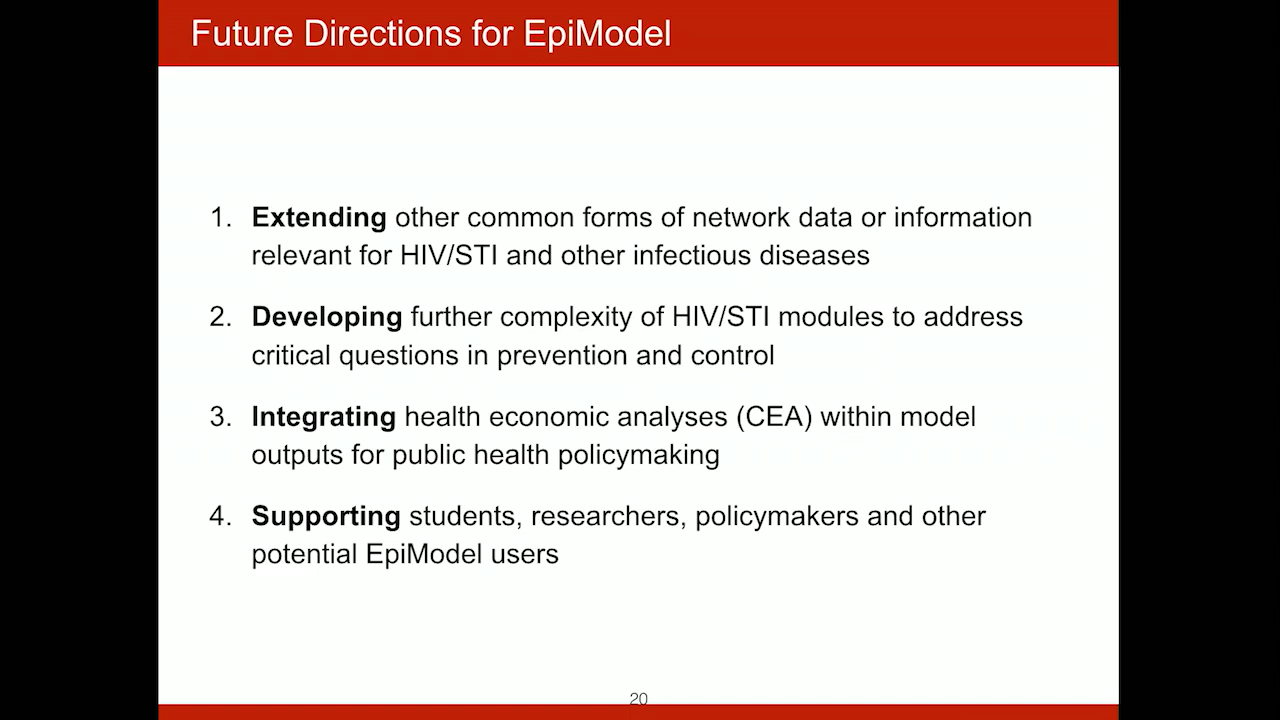 Future Directions for EpiModel
1. Extending other common forms of network data or information
relevant for HIV/STI and other infectious diseases
2. Developing further complexity of HIV/STI modules to address
critical questions in prevention and control
3. Integrating health economic analyses (CEA) within model
outputs for public health policymaking
4. Supporting students, researchers, policymakers and other
potential EpiModel users
20